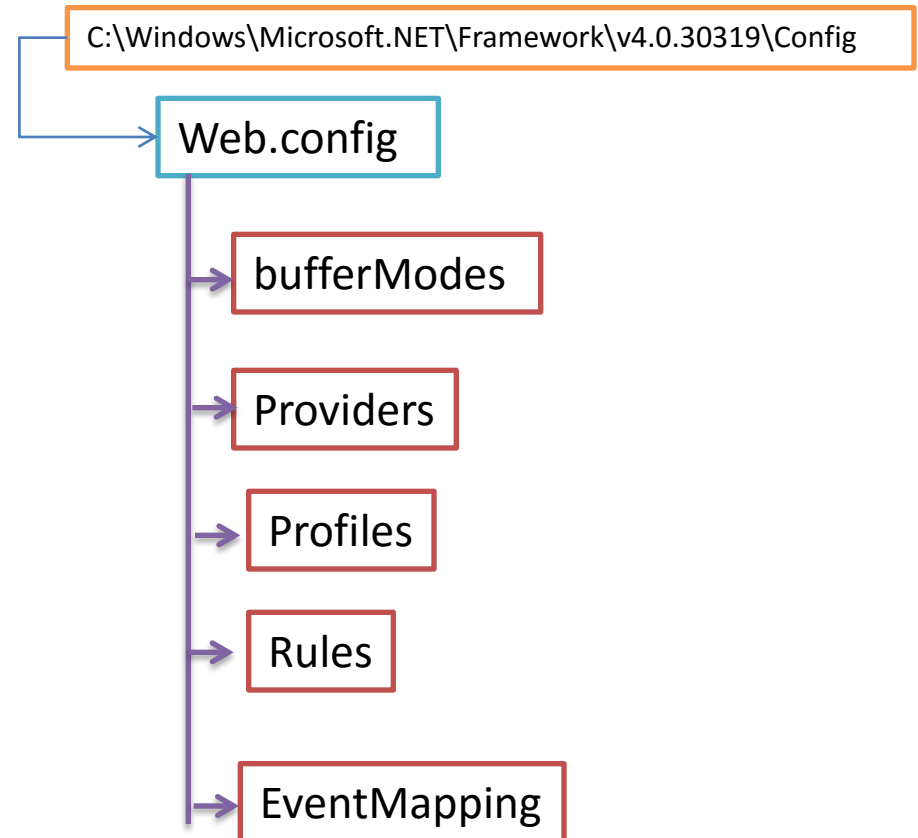 C:\Windows\Microsoft.NET\Framework\v4.0.30319\Config
Web.config
bufferModes
Providers
Profiles
Rules
EventMapping